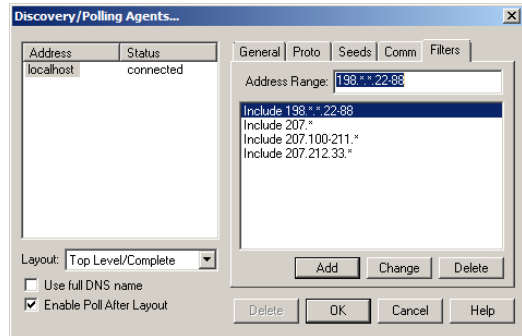 Discovery/Polling Agents...
Address Status
localhost connected
General Proto Seeds Comm Filters
Address Range: 198.*.*.22-88
Include 198.*.*.22-88
Include 207.*
Include 207.100-211.*
Include 207.212.33.*
Layout: Top Level/Complete
Add Change Delete
Use full DNS name
Enable Poll After Layout
Delete OK Cancel Help